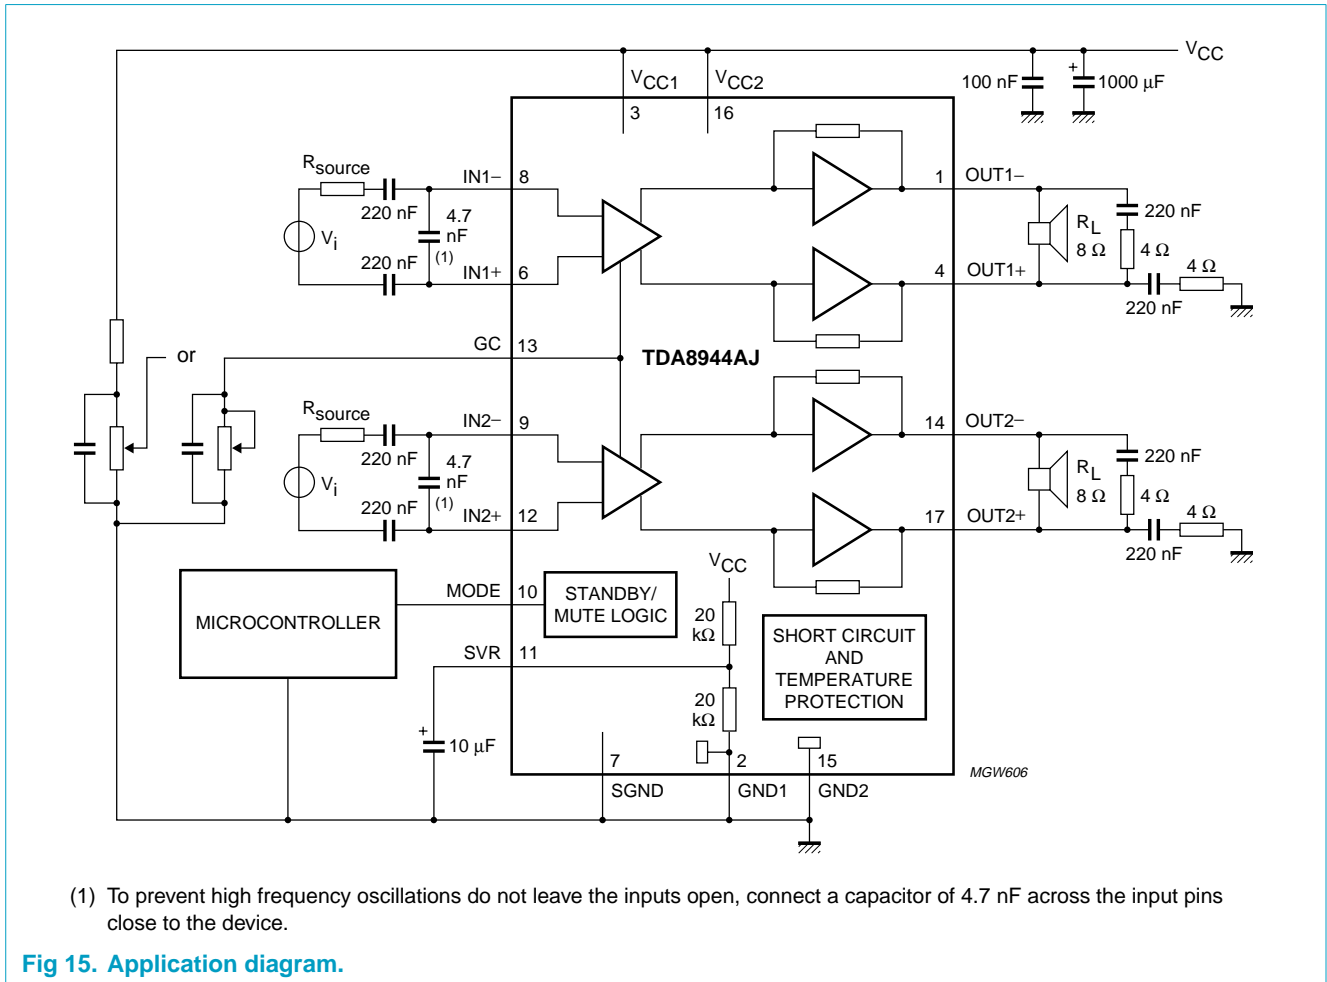 VCC
VCC1
VCC2
3
16
100 nF
+
1000 μF
Rsource
IN1−
8
220 nF
4.7
nF
(1)
Vi
220 nF
IN1+
6
1
OUT1−
220 nF
RL
8 Ω
4 Ω
4
OUT1+
4 Ω
220 nF
or
GC
13
TDA8944AJ
Rsource
IN2−
9
220 nF
4.7
nF
(1)
Vi
220 nF
IN2+
12
14
OUT2−
220 nF
RL
8 Ω
4 Ω
17
OUT2+
4 Ω
220 nF
VCC
MICROCONTROLLER
MODE
10
STANDBY/
MUTE LOGIC
20
kΩ
SHORT CIRCUIT
AND
TEMPERATURE
PROTECTION
SVR
11
20
kΩ
+
10 μF
7
2
15
SGND
GND1
GND2
MGW606
(1) To prevent high frequency oscillations do not leave the inputs open, connect a capacitor of 4.7 nF across the input pins
close to the device.
Fig 15. Application diagram.